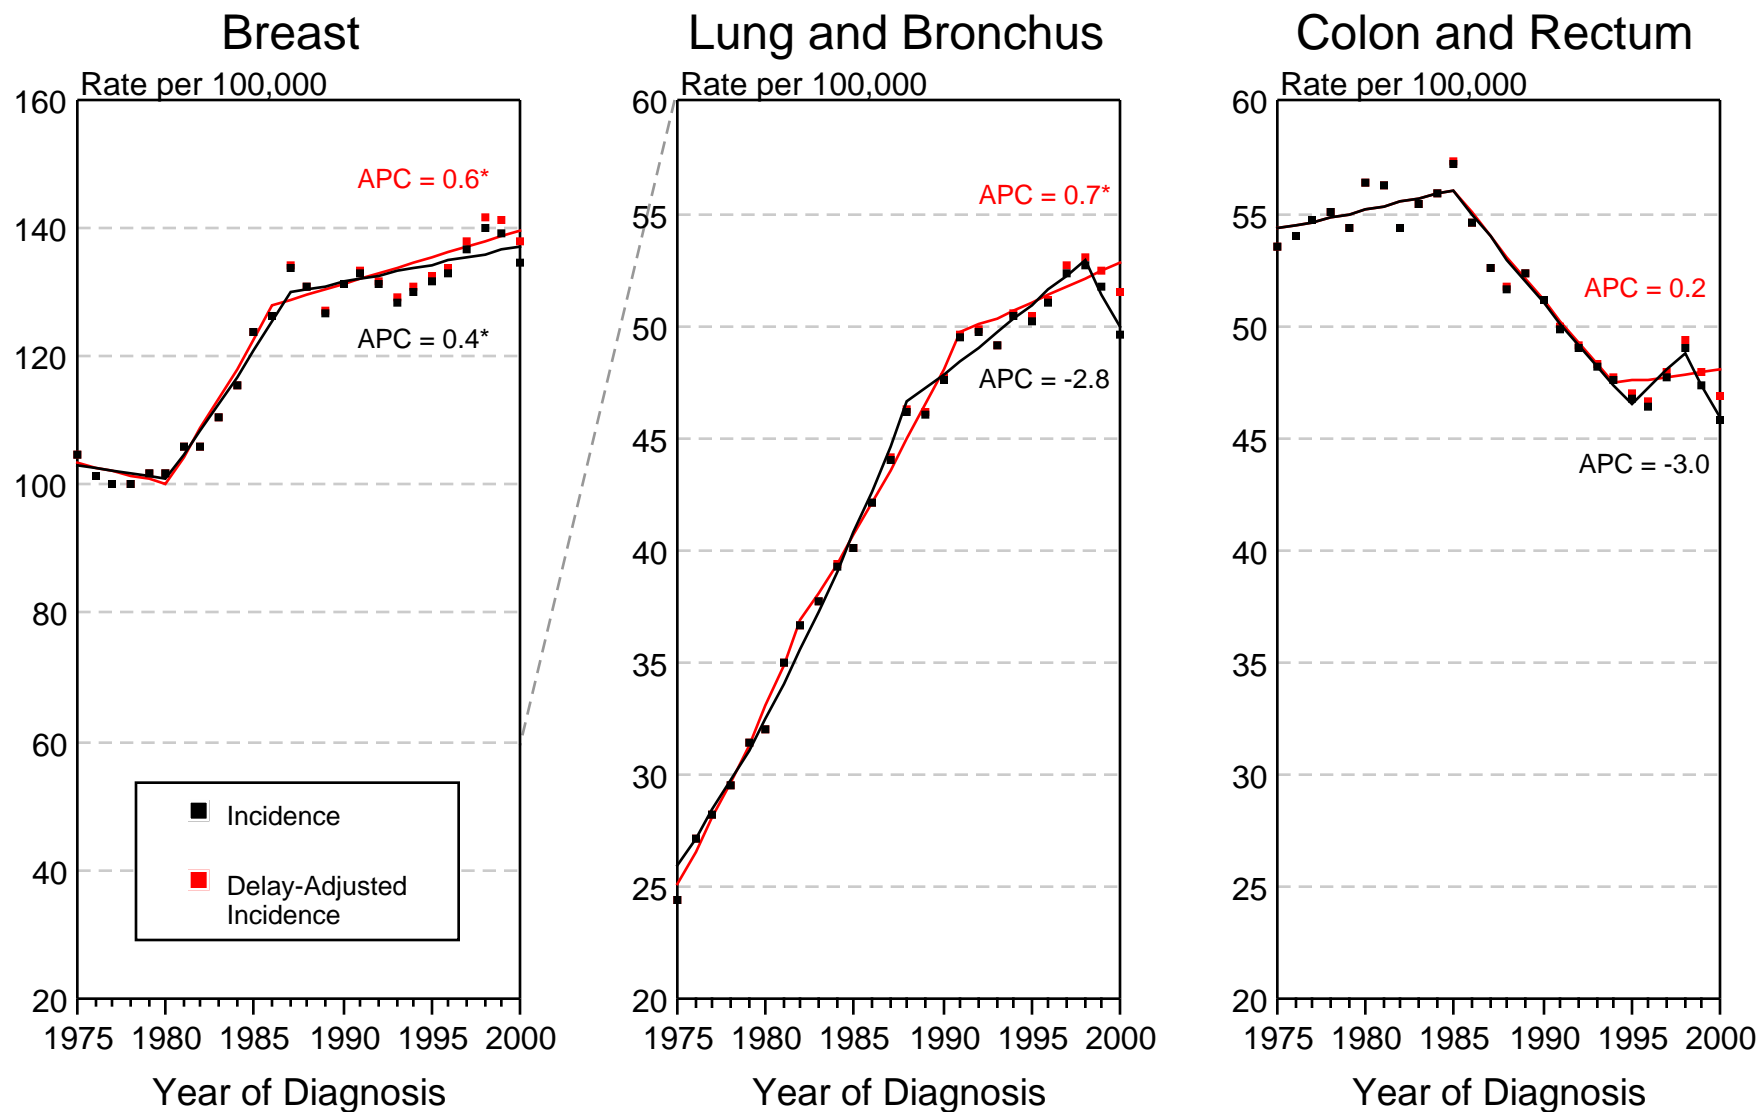 Breast
Rate per 100,000
160
140
120
100
80
60
40
20
APC = 0.6*
APC = 0.4*
Incidence
Delay-Adjusted
Incidence
1975 1980 1985 1990 1995 2000
Year of Diagnosis
Lung and Bronchus
Rate per 100,000
60
55
50
45
40
35
30
25
20
APC = 0.7*
APC = -2.8
1975 1980 1985 1990 1995 2000
Year of Diagnosis
Colon and Rectum
Rate per 100,000
60
55
50
45
40
35
30
25
20
APC = 0.2
APC = -3.0
1975 1980 1985 1990 1995 2000
Year of Diagnosis